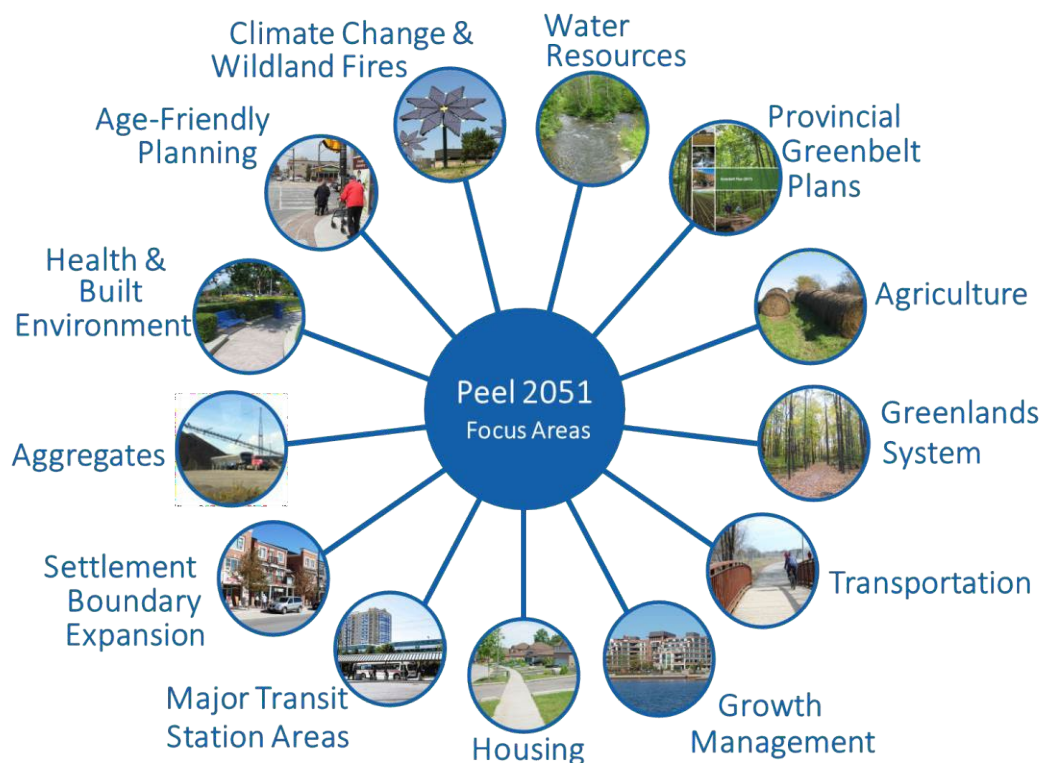 Climate Change &
Wildland Fires
Water
Resources
Age-Friendly
Planning
Provincial
Greenbelt
Plans
Health &
Built
Environment
Agriculture
Peel 2051
Focus Areas
Aggregates
Greenlands
System
Settlement
Boundary
Expansion
Transportation
Major Transit
Station Areas
Housing
Growth
Management